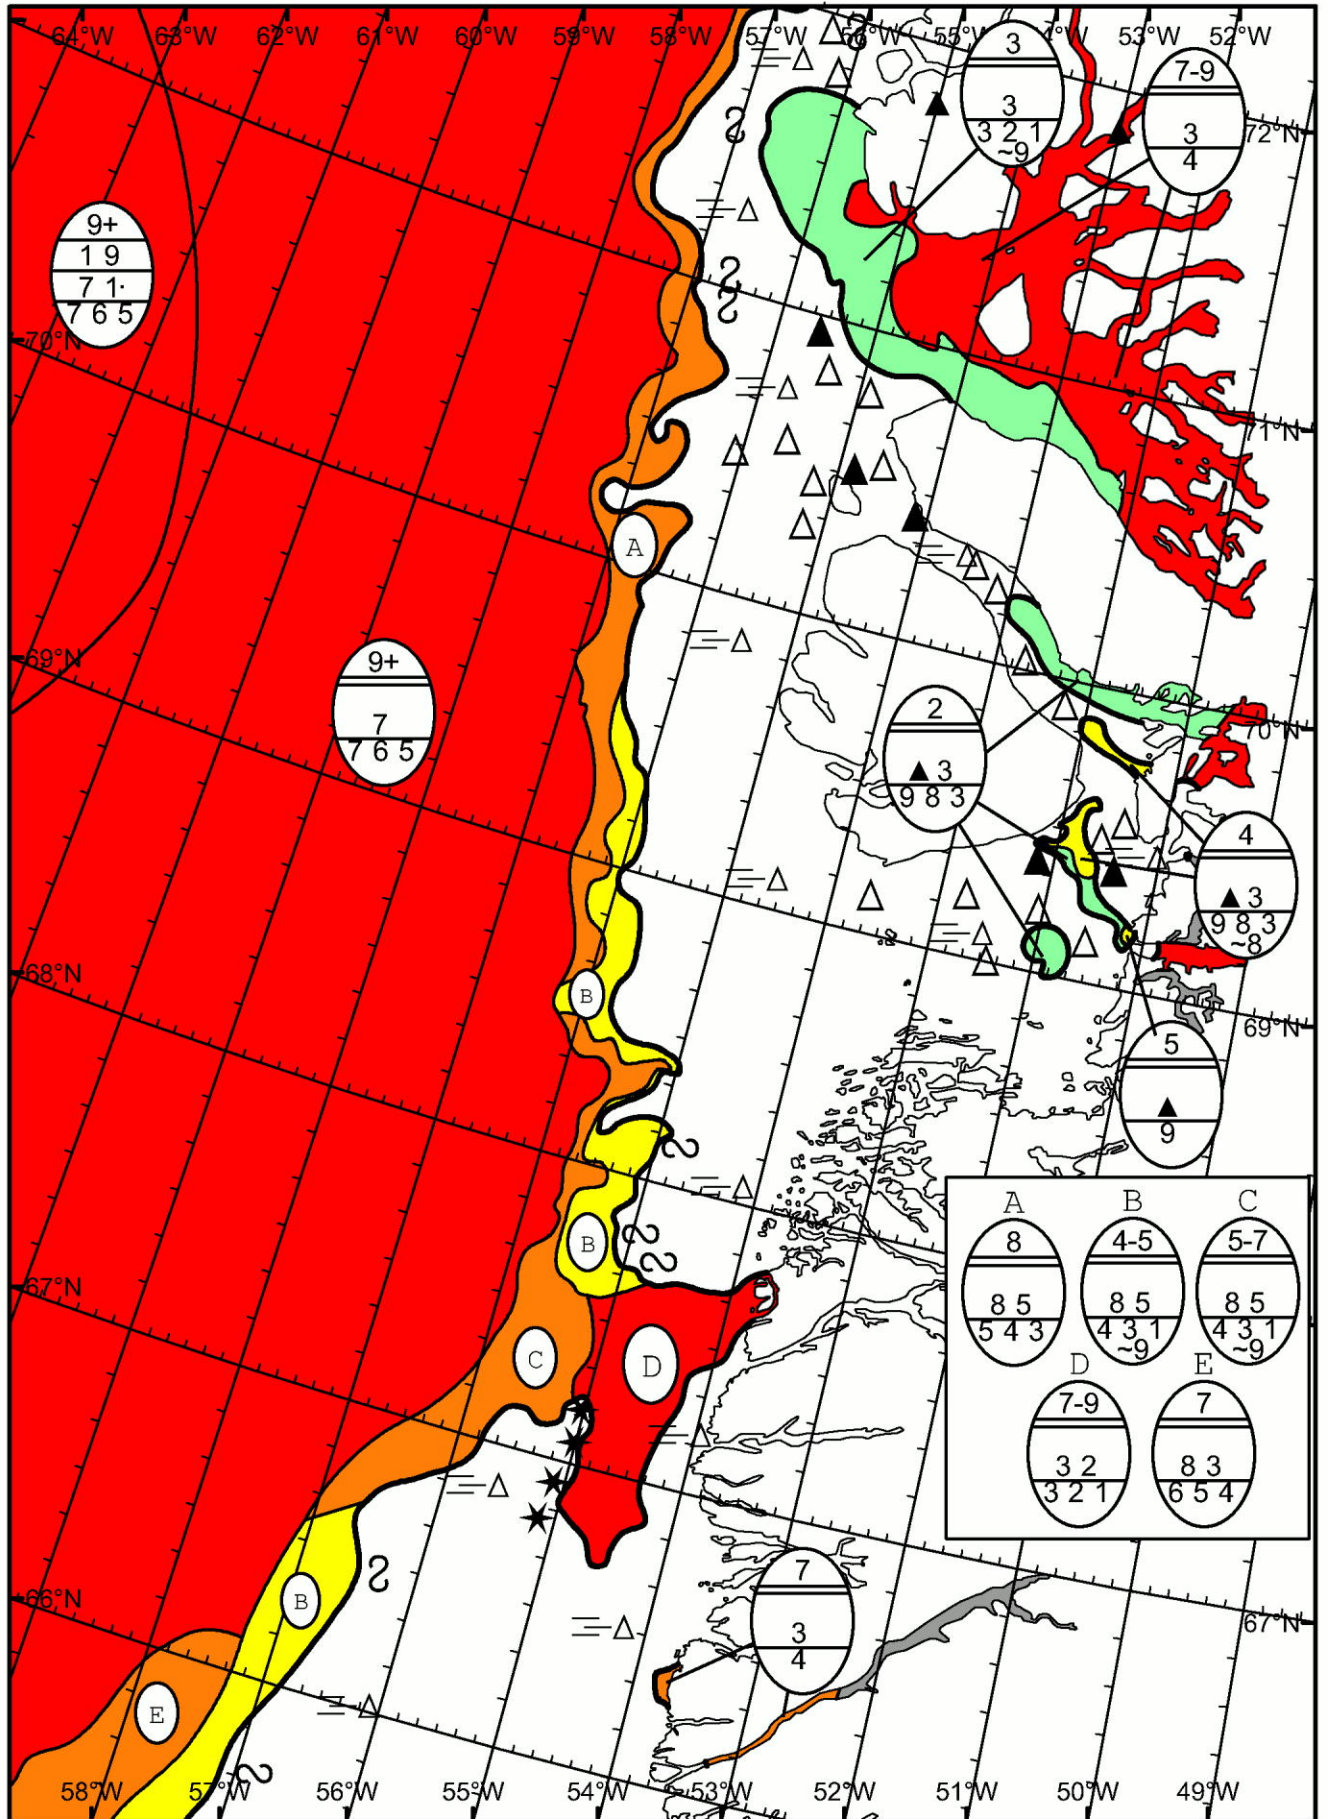 64°W 63°W 62°W 61°W 60°W 59°W 58°W 57°W 56°W 55°W 54°W 53°W 52°W
3
3
3 2 1
~9
7-9
3
4
72°N
9+
1 9
7 1·
7 6 5
70°N
71°N
A
69°N
9+
7
7 6 5
70°N
2
▲ 3
9 8 3
4
▲ 3
9 8 3
~8
68°N
B
69°N
5
▲
9
B
67°N
A B C
8 4-5 5-7
8 5 8 5 8 5
5 4 3 4 3 1 4 3 1
~9 ~9
D E
7-9 7
3 2 8 3
3 2 1 6 5 4
C
D
7
3
4
66°N
B
67°N
E
58°W 57°W 56°W 55°W 54°W 53°W 52°W 51°W 50°W 49°W